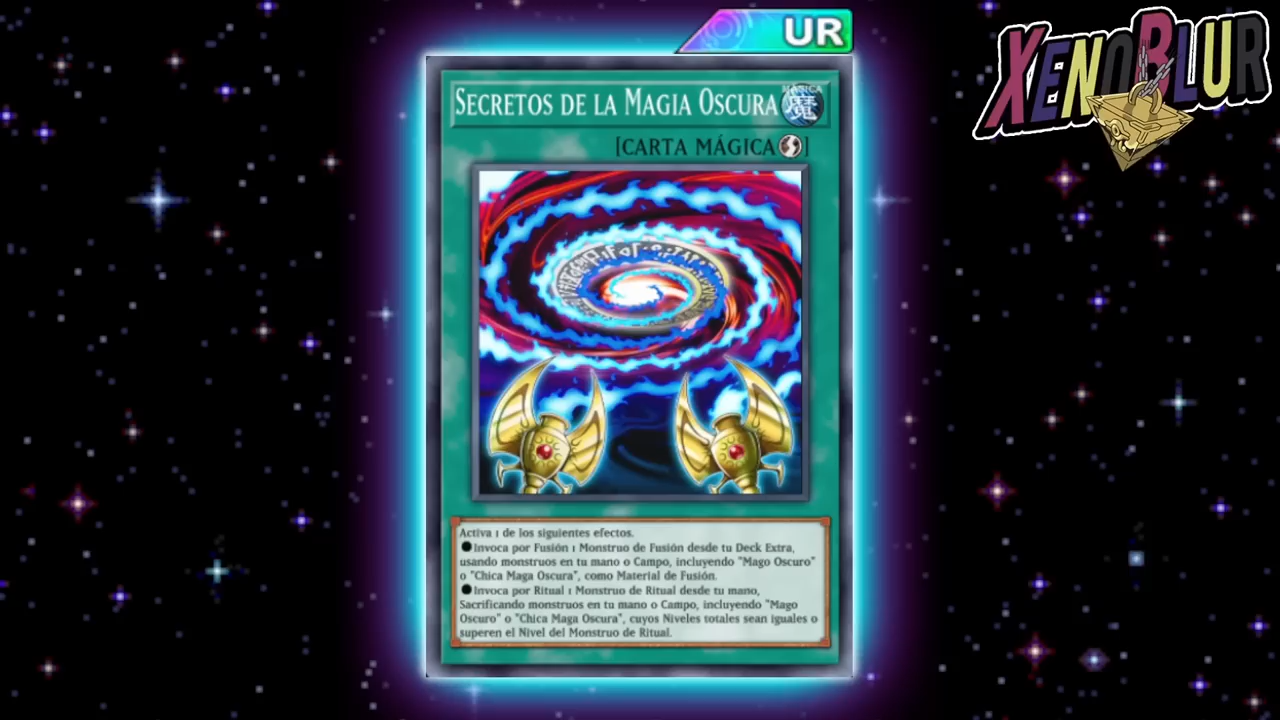 UR
XENOBLUR
SECRETOS DE LA MAGIA OSCURA
MÁGICA
魔
[CARTA MÁGICA]
Activa 1 de los siguientes efectos.
●Invoca por Fusión 1 Monstruo de Fusión desde tu Deck Extra,
usando monstruos en tu mano o Campo, incluyendo "Mago Oscuro"
o "Chica Maga Oscura", como Material de Fusión.
●Invoca por Ritual 1 Monstruo de Ritual desde tu mano,
Sacrificando monstruos en tu mano o Campo, incluyendo "Mago
Oscuro" o "Chica Maga Oscura", cuyos Niveles totales sean iguales o
superen el Nivel del Monstruo de Ritual.